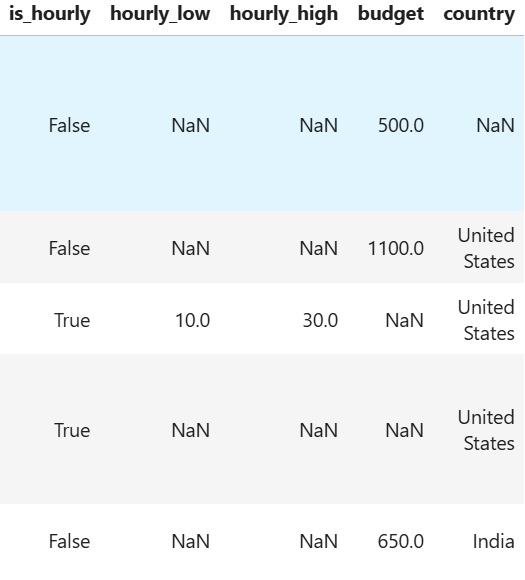 is_hourly hourly_low hourly_high budget country
False NaN NaN 500.0 NaN
False NaN NaN 1100.0 United
States
True 10.0 30.0 NaN United
States
True NaN NaN NaN United
States
False NaN NaN 650.0 India